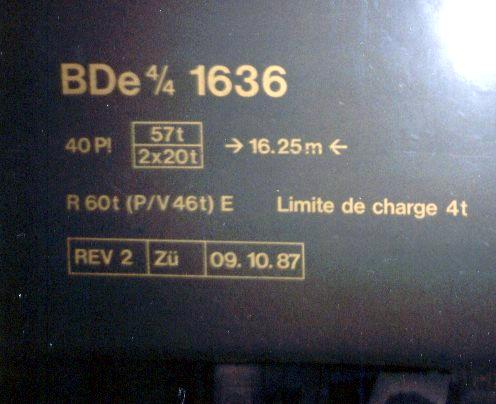 BDe 4/4 1636
40 Pl 57t → 16.25m ←
2x20t
R 60t (P/V 46t) E Limite de charge 4t
REV 2 Zü 09.10.87